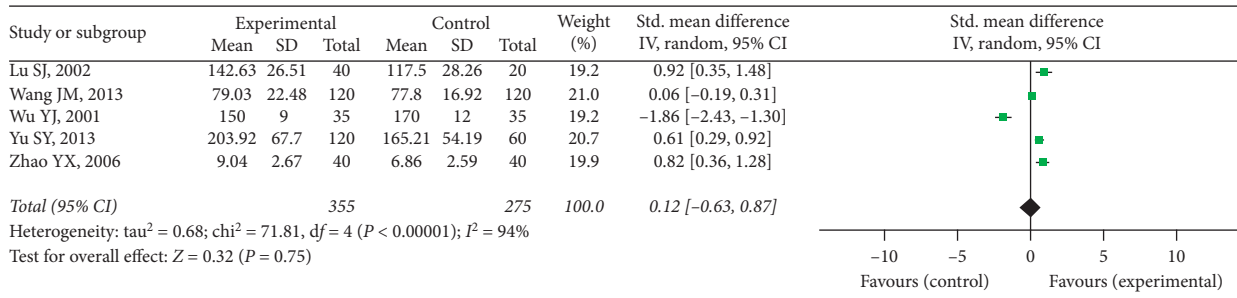 Study or subgroup Experimental Control Weight (%) Std. mean difference IV, random, 95% CI Std. mean difference IV, random, 95% CI
Mean SD Total Mean SD Total
Lu SJ, 2002 142.63 26.51 40 117.5 28.26 20 19.2 0.92 [0.35, 1.48]
Wang JM, 2013 79.03 22.48 120 77.8 16.92 120 21.0 0.06 [−0.19, 0.31]
Wu YJ, 2001 150 9 35 170 12 35 19.2 −1.86 [−2.43, −1.30]
Yu SY, 2013 203.92 67.7 120 165.21 54.19 60 20.7 0.61 [0.29, 0.92]
Zhao YX, 2006 9.04 2.67 40 6.86 2.59 40 19.9 0.82 [0.36, 1.28]
Total (95% CI) 355 275 100.0 0.12 [−0.63, 0.87]
Heterogeneity: tau² = 0.68; chi² = 71.81, df = 4 (P < 0.00001); I² = 94%
Test for overall effect: Z = 0.32 (P = 0.75)
−10 −5 0 5 10
Favours (control) Favours (experimental)